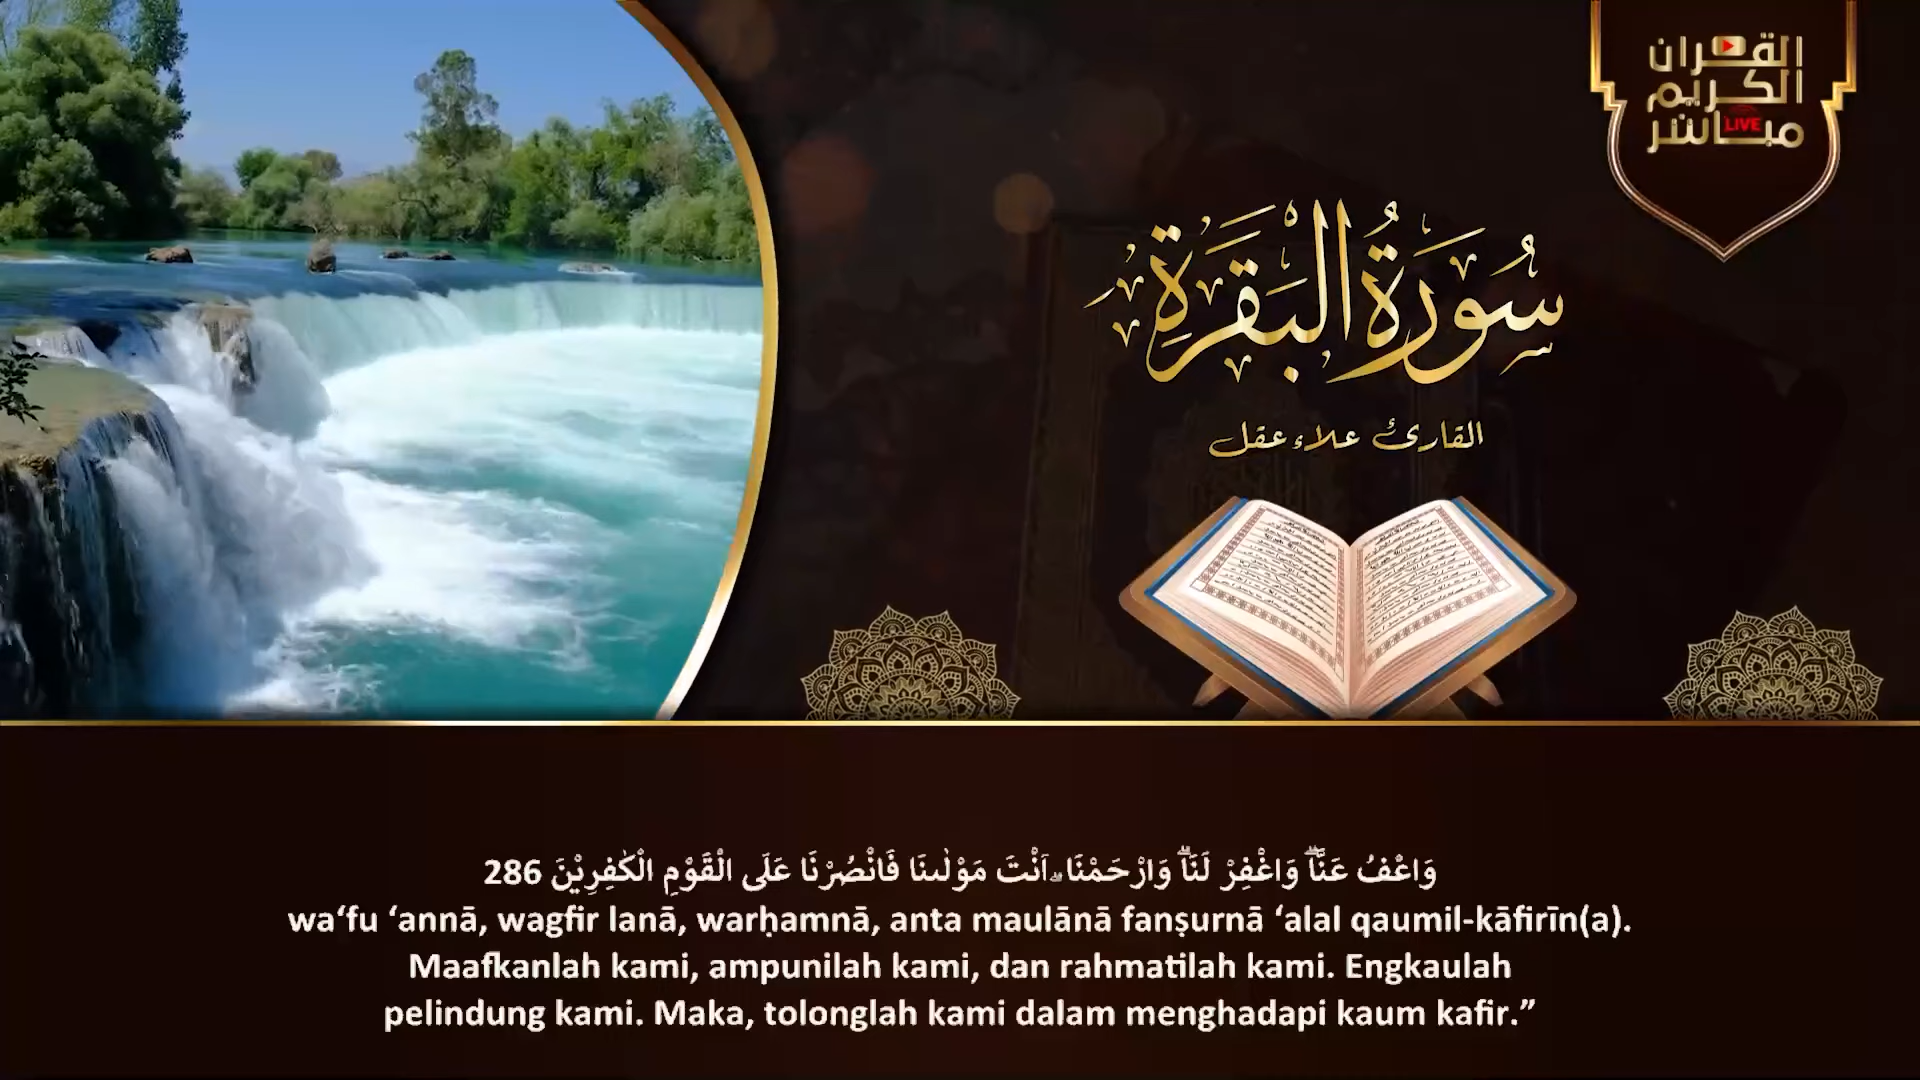 القرآن
الكريم
مباشر
LIVE
سُورَةُ البَقَرَةِ
القارئ علاء عقل
وَاعْفُ عَنَّاۗ وَاغْفِرْ لَنَاۗ وَارْحَمْنَا ۗ اَنْتَ مَوْلٰىنَا فَانْصُرْنَا عَلَى الْقَوْمِ الْكٰفِرِيْنَ 286
wa‘fu ‘annā, wagfir lanā, warḥamnā, anta maulānā fanṣurnā ‘alal qaumil-kāfirīn(a).
Maafkanlah kami, ampunilah kami, dan rahmatilah kami. Engkaulah
pelindung kami. Maka, tolonglah kami dalam menghadapi kaum kafir.”